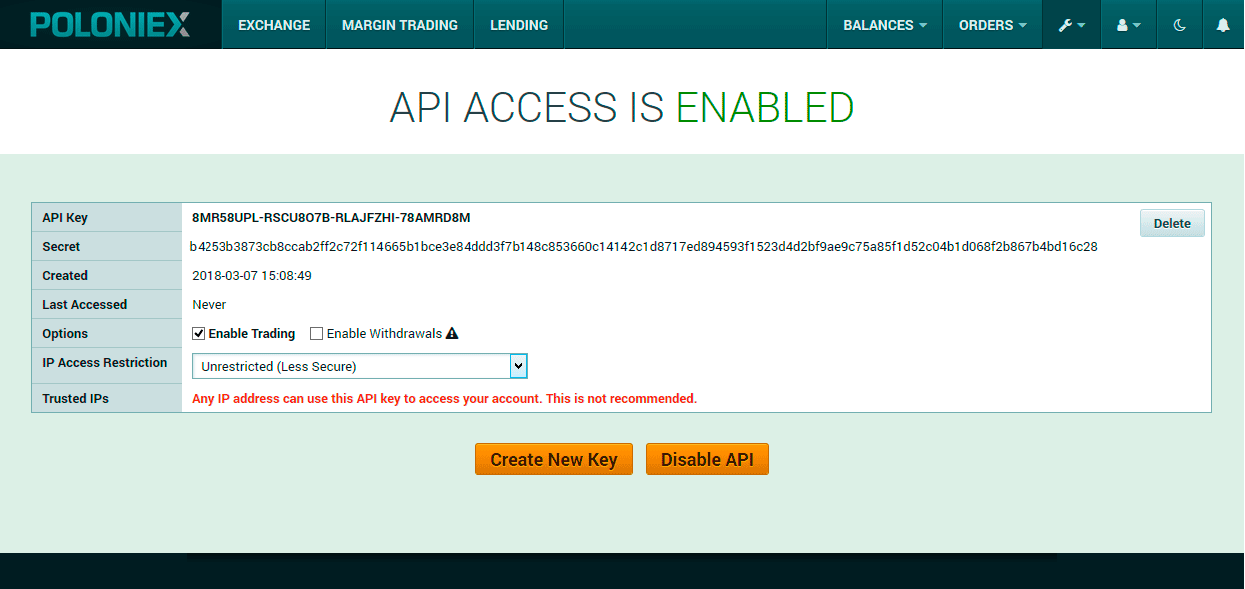 POLONIEX EXCHANGE MARGIN TRADING LENDING BALANCES ORDERS
API ACCESS IS ENABLED
API Key 8MR58UPL-RSCU8O7B-RLAJFZHI-78AMRD8M Delete
Secret b4253b3873cb8ccab2ff2c72f114665b1bce3e84ddd3f7b148c853660c14142c1d8717ed894593f1523d4d2bf9ae9c75a85f1d52c04b1d068f2b867b4bd16c28
Created 2018-03-07 15:08:49
Last Accessed Never
Options Enable Trading Enable Withdrawals
IP Access Restriction Unrestricted (Less Secure)
Trusted IPs Any IP address can use this API key to access your account. This is not recommended.
Create New Key Disable API